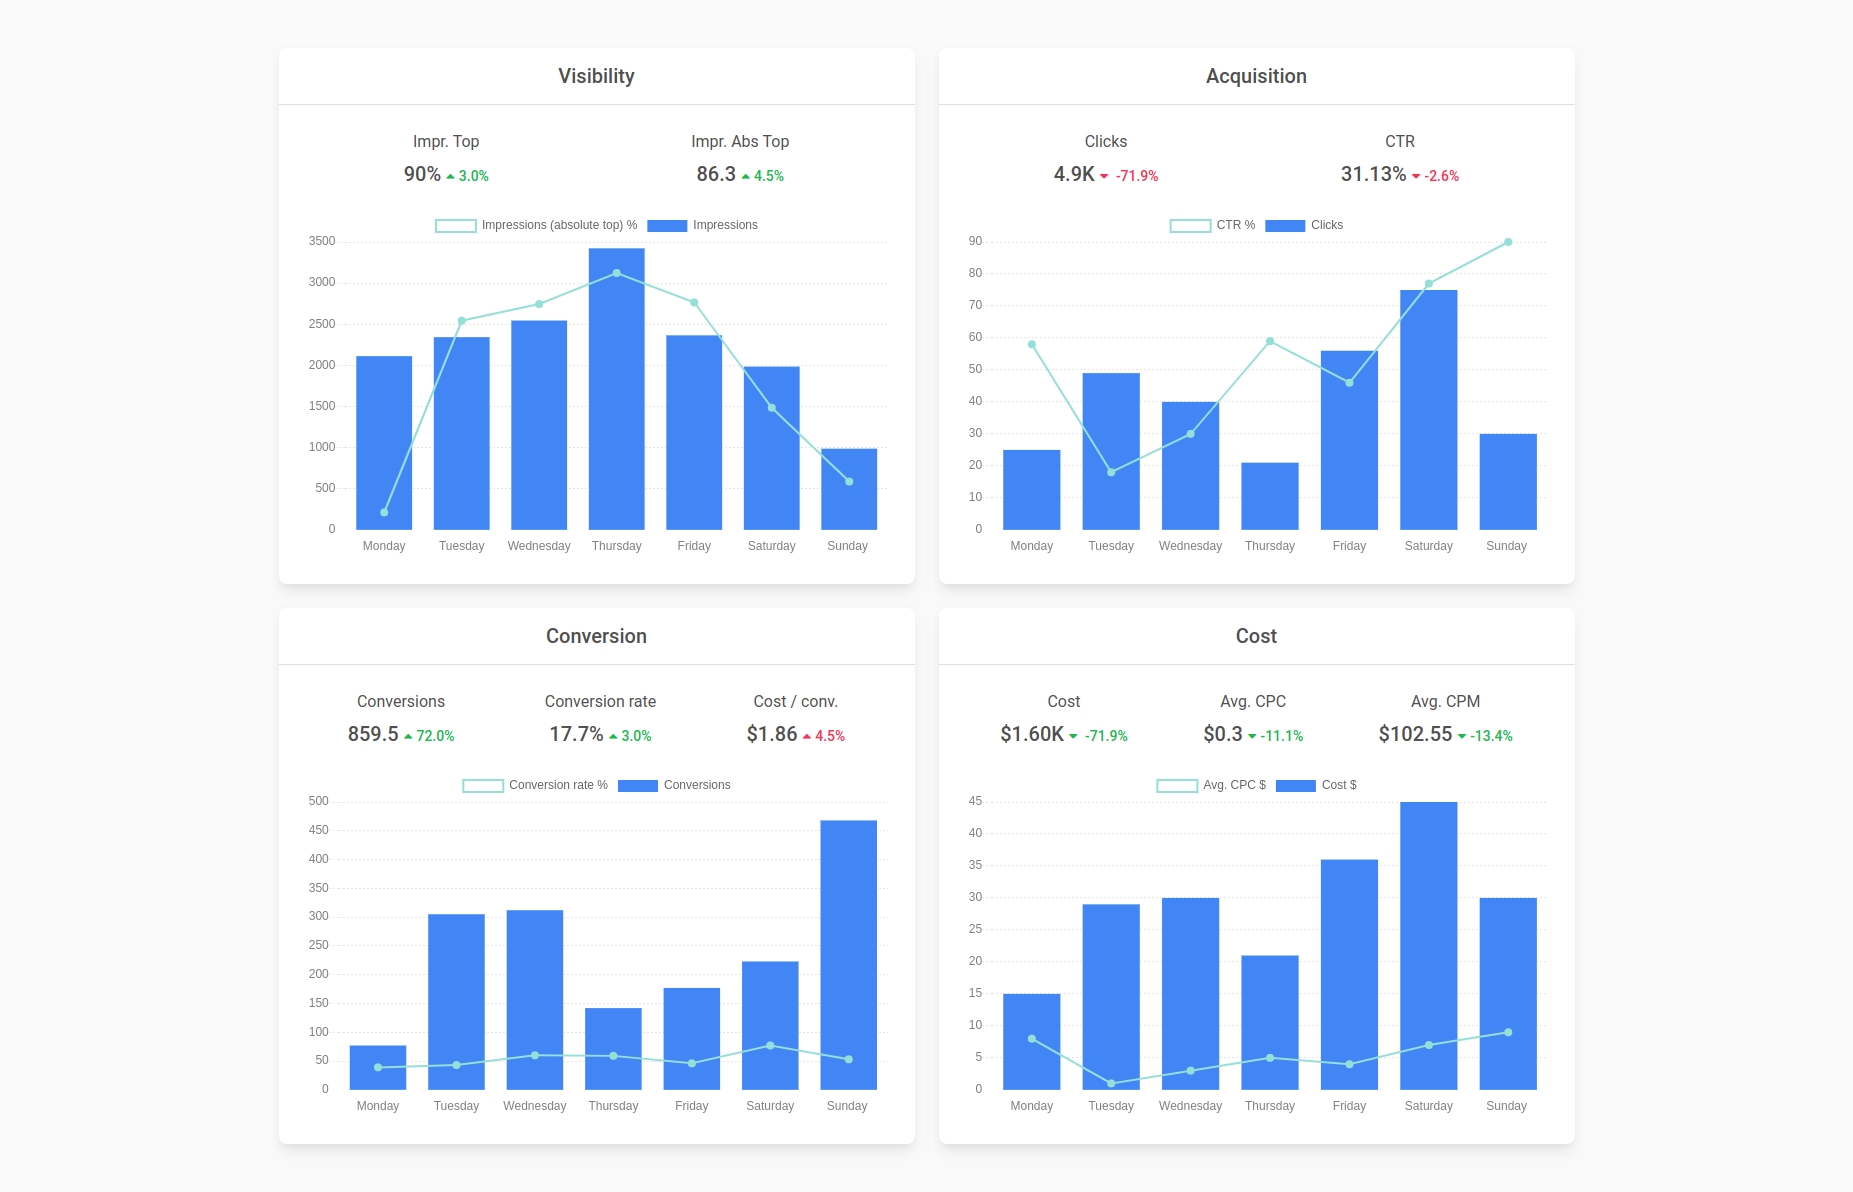 Visibility
Impr. Top
Impr. Abs Top
90% 3.0%
86.3 4.5%
Impressions (absolute top) %
Impressions
3500
3000
2500
2000
1500
1000
500
0
Monday
Tuesday
Wednesday
Thursday
Friday
Saturday
Sunday
Acquisition
Clicks
CTR
4.9K -71.9%
31.13% -2.6%
CTR %
Clicks
90
80
70
60
50
40
30
20
10
0
Monday
Tuesday
Wednesday
Thursday
Friday
Saturday
Sunday
Conversion
Conversions
Conversion rate
Cost / conv.
859.5 72.0%
17.7% 3.0%
$1.86 4.5%
Conversion rate %
Conversions
500
450
400
350
300
250
200
150
100
50
0
Monday
Tuesday
Wednesday
Thursday
Friday
Saturday
Sunday
Cost
Cost
Avg. CPC
Avg. CPM
$1.60K -71.9%
$0.3 -11.1%
$102.55 -13.4%
Avg. CPC $
Cost $
45
40
35
30
25
20
15
10
5
0
Monday
Tuesday
Wednesday
Thursday
Friday
Saturday
Sunday